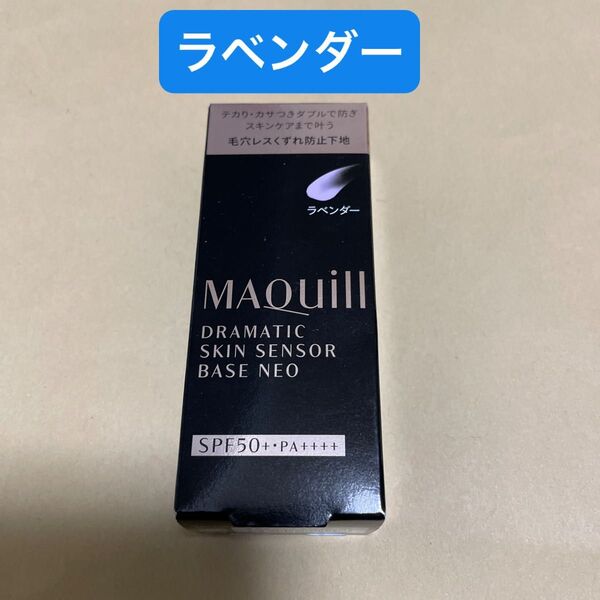 ラベンダー
テカリ・カサつきダブルで防ぎ
スキンケアまで叶う
毛穴レスくずれ防止下地
ラベンダー
MAQuill
DRAMATIC
SKIN SENSOR
BASE NEO
SPF50+・PA++++